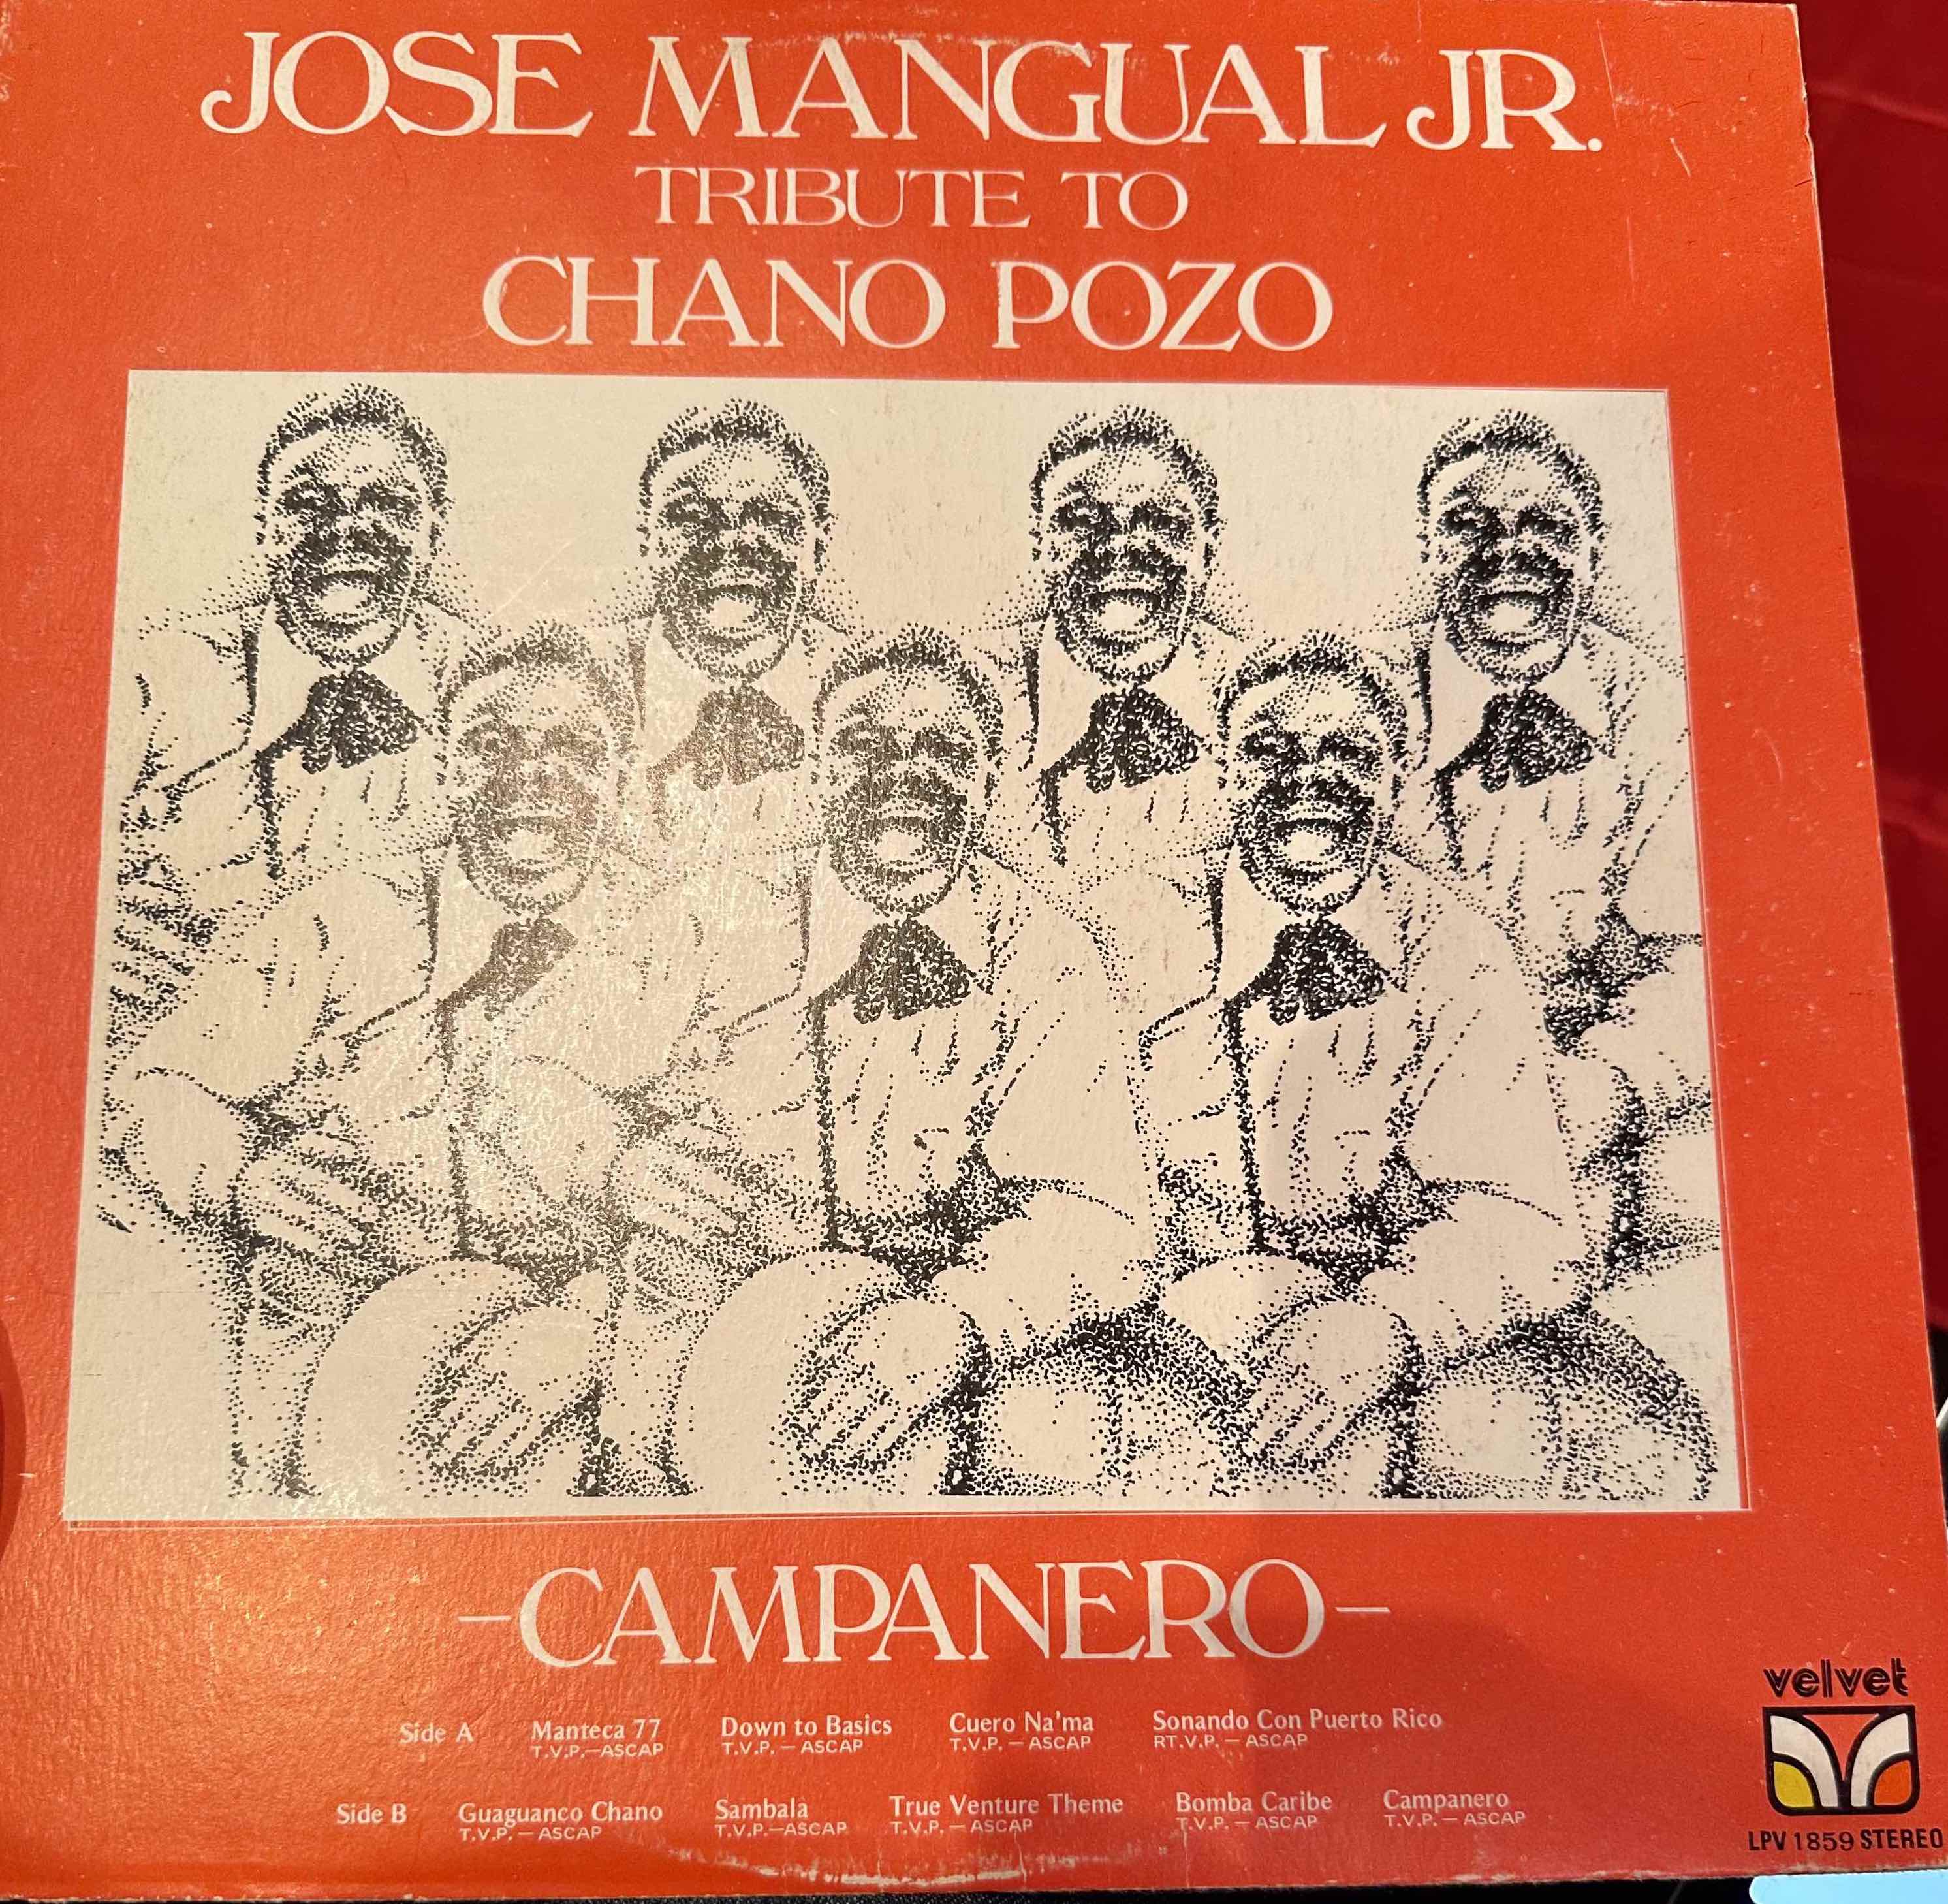 JOSE MANGUAL JR.
TRIBUTE TO
CHANO POZO
-CAMPANERO-
Side A Manteca 77 Down to Basics Cuero Na'ma Sonando Con Puerto Rico
T.V.P.—ASCAP T.V.P. — ASCAP T.V.P. — ASCAP RT.V.P. — ASCAP
Side B Guaguanco Chano Sambala True Venture Theme Bomba Caribe Campanero
T.V.P. — ASCAP T.V.P.—ASCAP T.V.P. — ASCAP T.V.P. — ASCAP T.V.P. — ASCAP
velvet
LPV 1859 STEREO